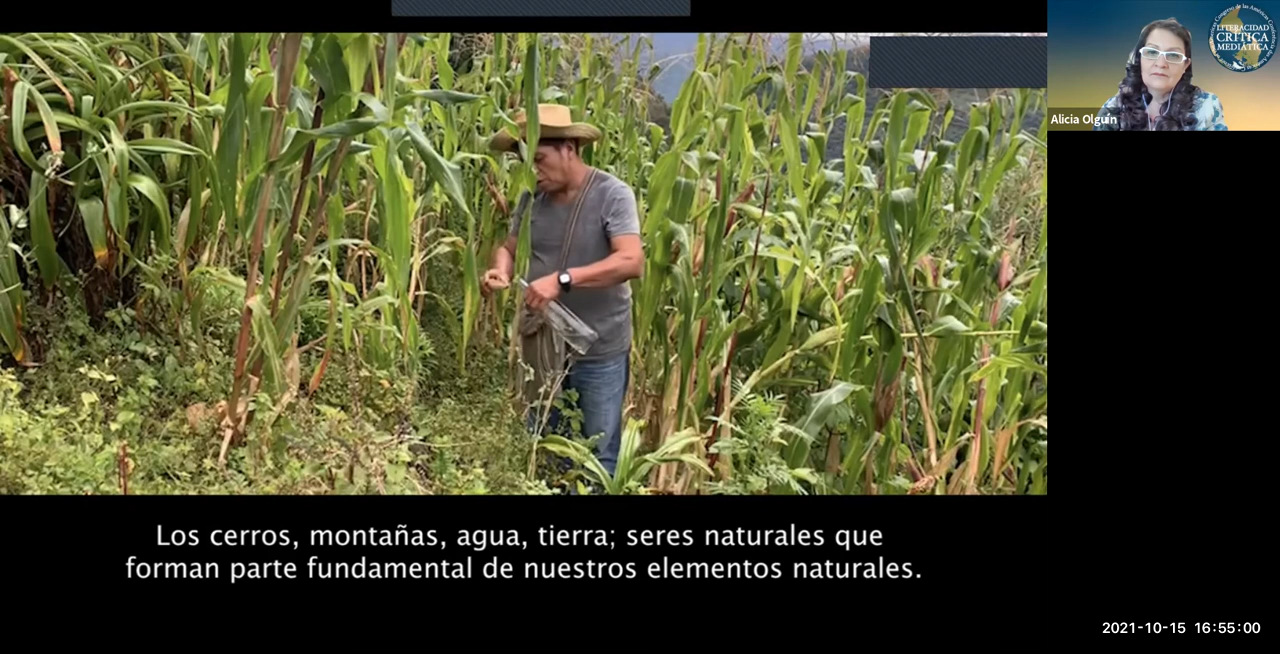 LITERACIDAD
CRÍTICA
MEDIÁTICA
Alicia Olguín
Los cerros, montañas, agua, tierra; seres naturales que
forman parte fundamental de nuestros elementos naturales.
2021-10-15 16:55:00